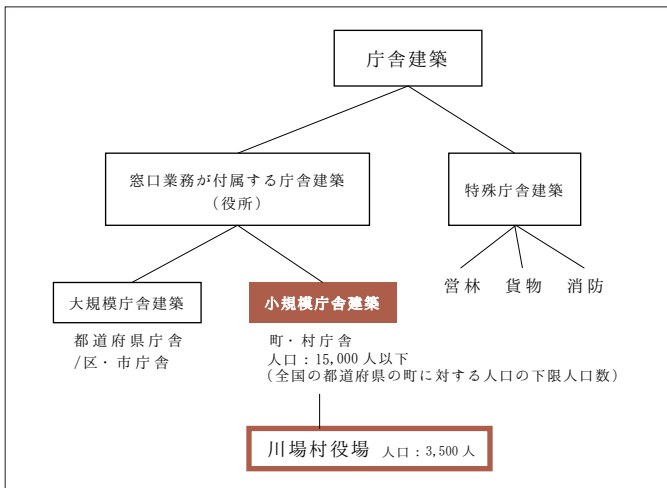 庁舎建築
窓口業務が付属する庁舎建築
（役所）
特殊庁舎建築
大規模庁舎建築
小規模庁舎建築
営林 貨物 消防
都道府県庁舎
/区・市庁舎
町・村庁舎
人口：15,000人以下
（全国の都道府県の町に対する人口の下限人口数）
川場村役場 人口：3,500人